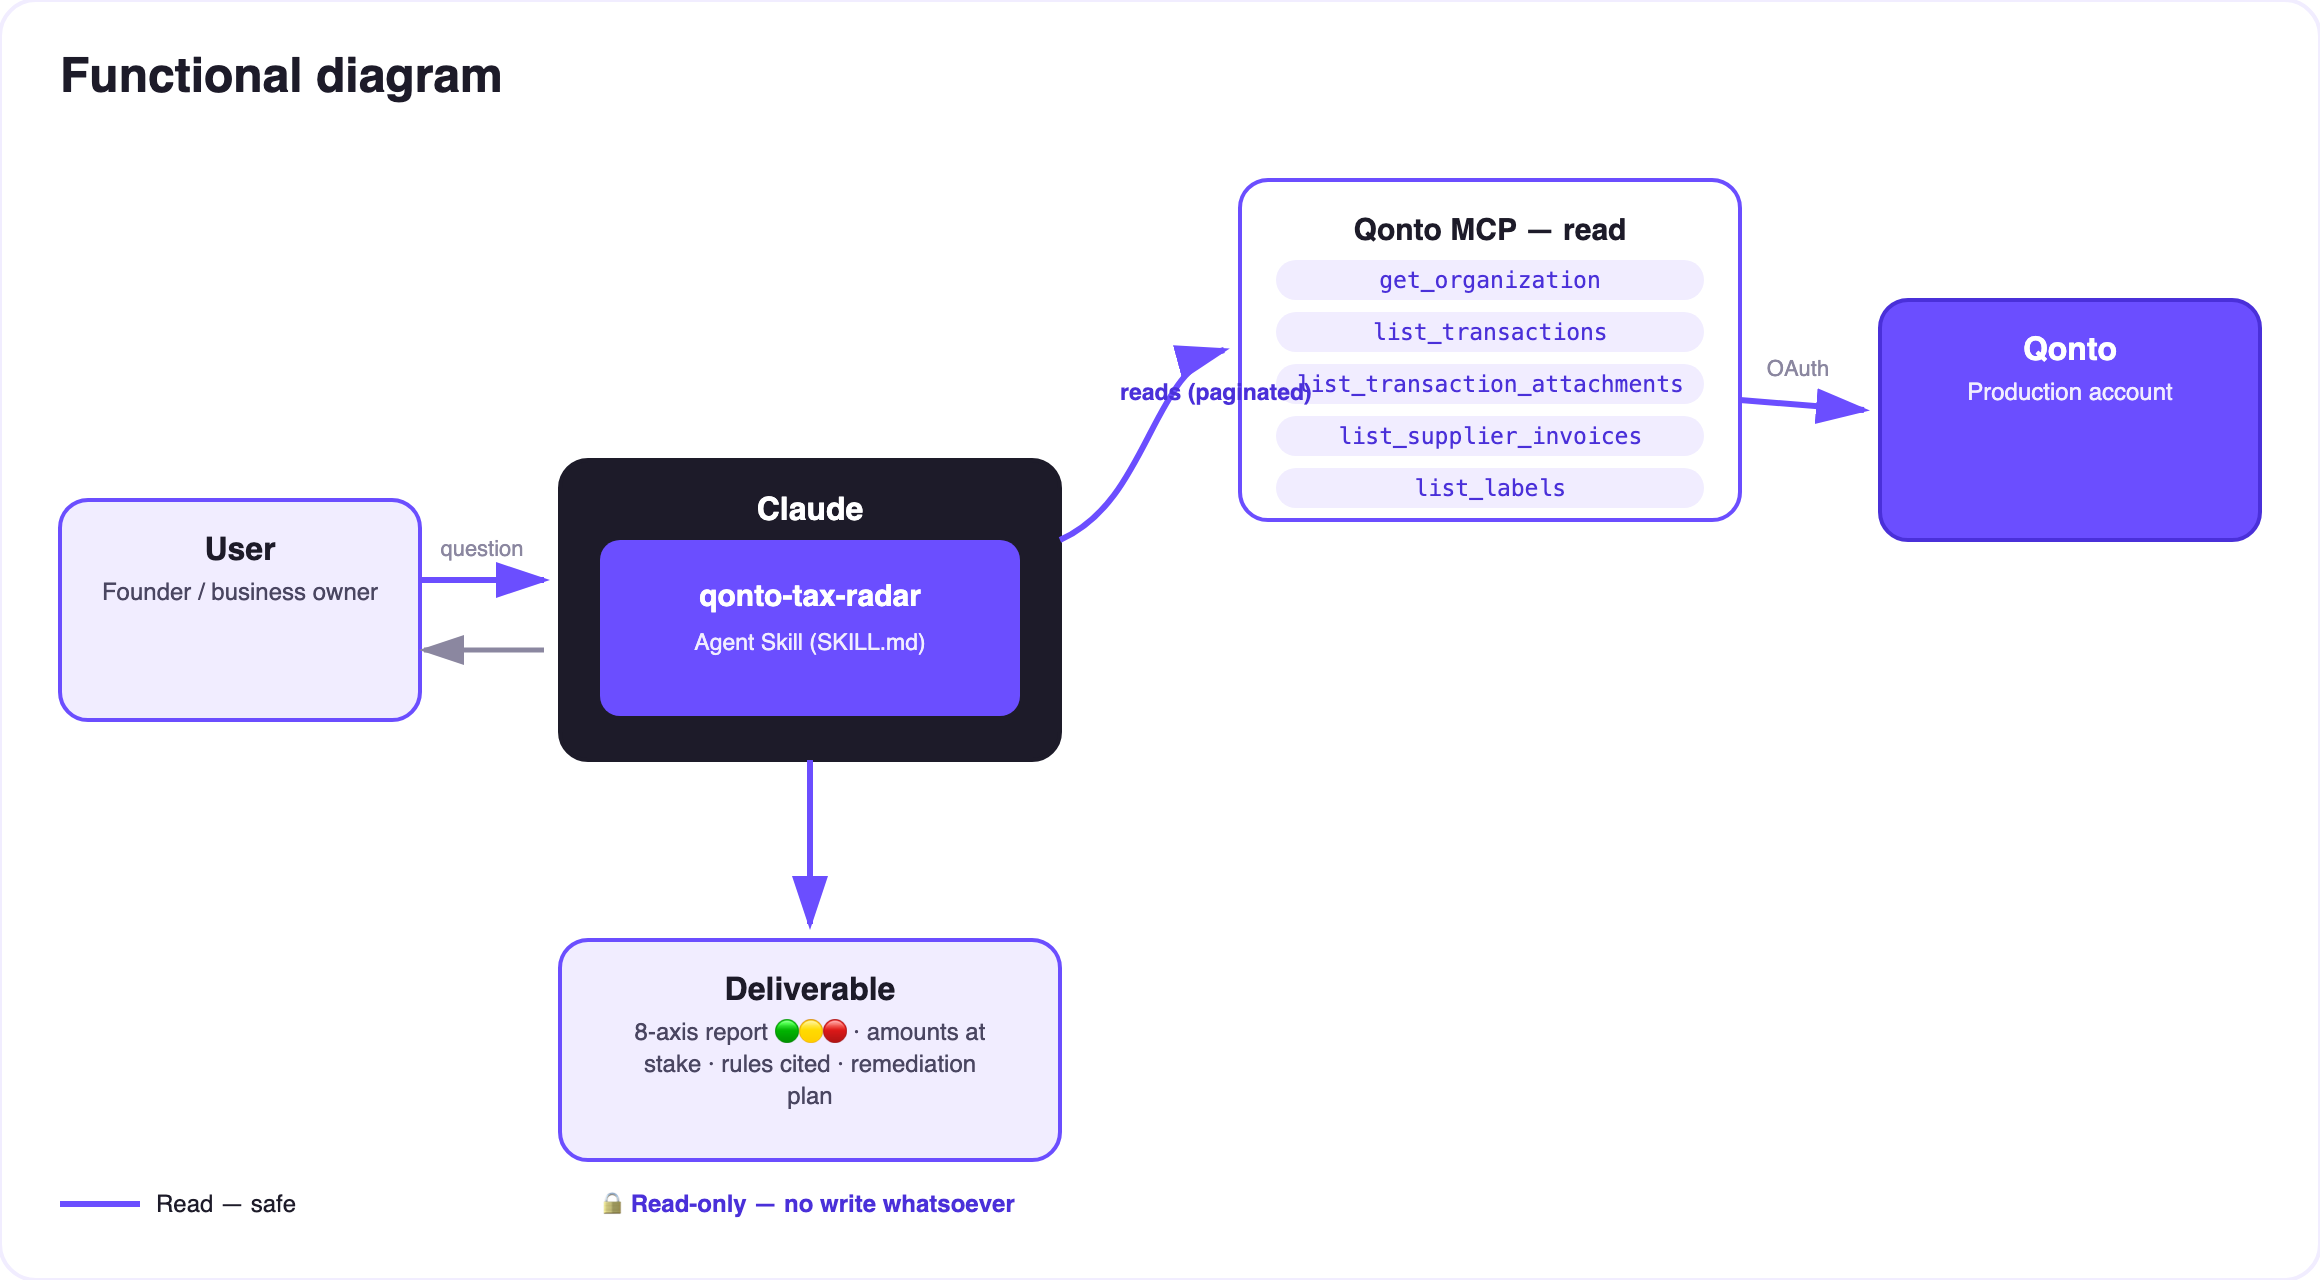 Functional diagram
Qonto MCP — read
get_organization
list_transactions
list_transaction_attachments
list_supplier_invoices
list_labels
reads (paginated)
OAuth
Qonto
Production account
User
Founder / business owner
question
Claude
qonto-tax-radar
Agent Skill (SKILL.md)
Deliverable
8-axis report 🟢🟡🔴 · amounts at
stake · rules cited · remediation
plan
Read — safe
🔒 Read-only — no write whatsoever